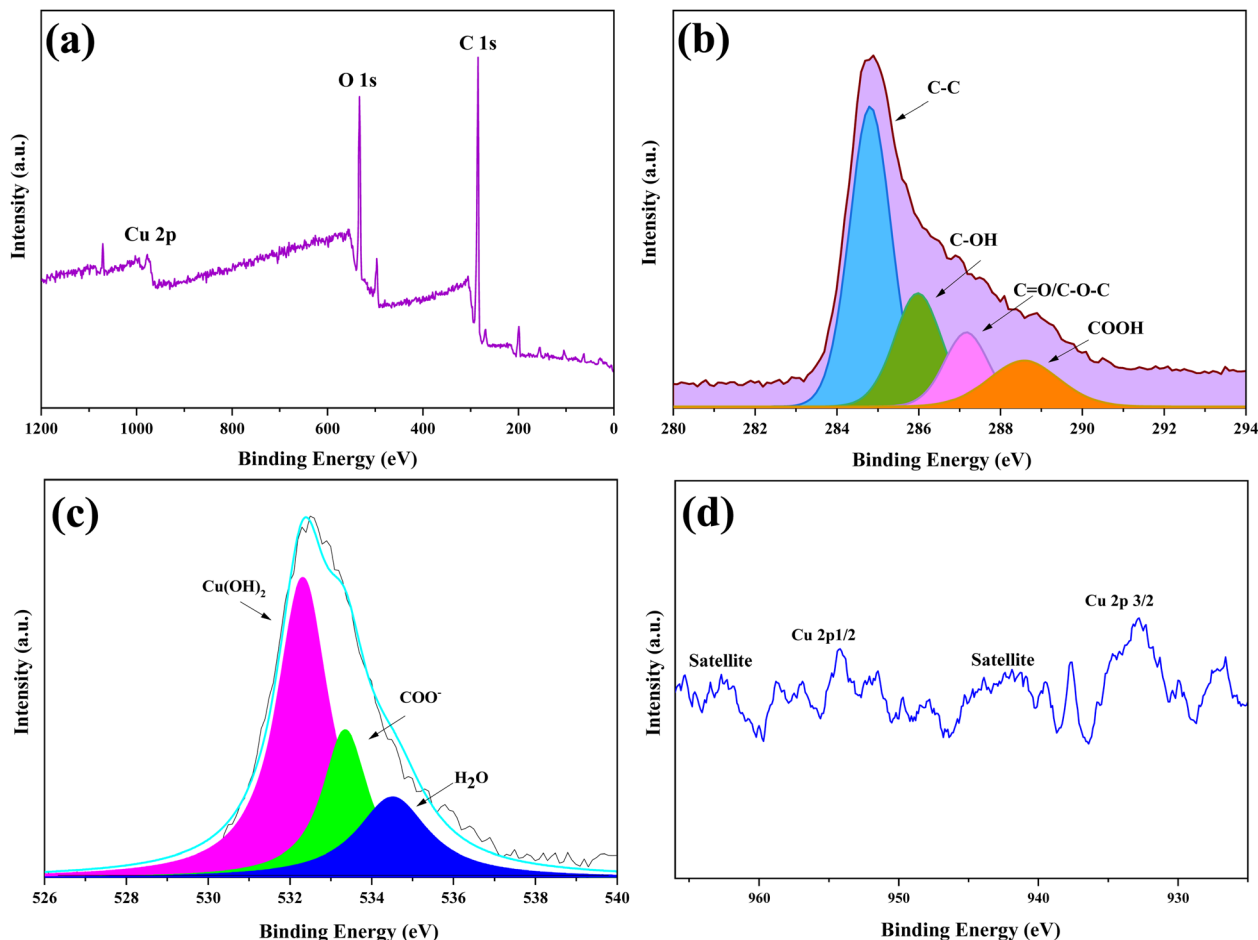 (a)
C 1s
O 1s
Cu 2p
Intensity (a.u.)
1200 1000 800 600 400 200 0
Binding Energy (eV)
(b)
C-C
C-OH
C=O/C-O-C
COOH
Intensity (a.u.)
280 282 284 286 288 290 292 294
Binding Energy (eV)
(c)
Cu(OH)₂
COO⁻
H₂O
Intensity (a.u.)
526 528 530 532 534 536 538 540
Binding Energy (eV)
(d)
Cu 2p 3/2
Cu 2p1/2
Satellite
Satellite
Intensity (a.u.)
960 950 940 930
Binding Energy (eV)